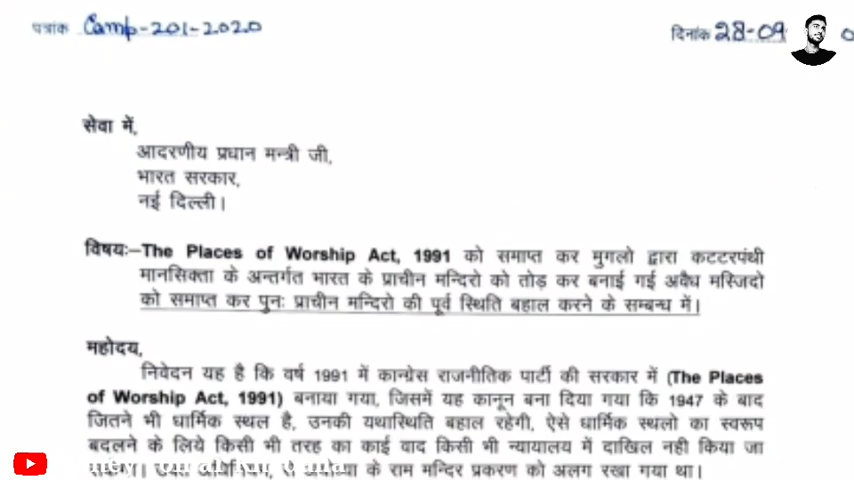 पत्रांक Camp-201-2020
दिनांक 28-09
सेवा में,
आदरणीय प्रधान मन्त्री जी,
भारत सरकार,
नई दिल्ली।
विषयः–The Places of Worship Act, 1991 को समाप्त कर मुगलो द्वारा कटटरपंथी
मानसिक्ता के अन्तर्गत भारत के प्राचीन मन्दिरो को तोड़ कर बनाई गई अवैध मस्जिदो
को समाप्त कर पुनः प्राचीन मन्दिरो की पूर्व स्थिति बहाल करने के सम्बन्ध में।
महोदय,
निवेदन यह है कि वर्ष 1991 में कान्ग्रेस राजनीतिक पार्टी की सरकार में (The Places
of Worship Act, 1991) बनाया गया, जिसमें यह कानून बना दिया गया कि 1947 के बाद
जितने भी धार्मिक स्थल है, उनकी यथास्थिति बहाल रहेगी, ऐसे धार्मिक स्थलो का स्वरूप
बदलने के लिये किसी भी तरह का काई वाद किसी भी न्यायालय में दाखिल नही किया जा
के राम मन्दिर प्रकरण को अलग रखा गया था।